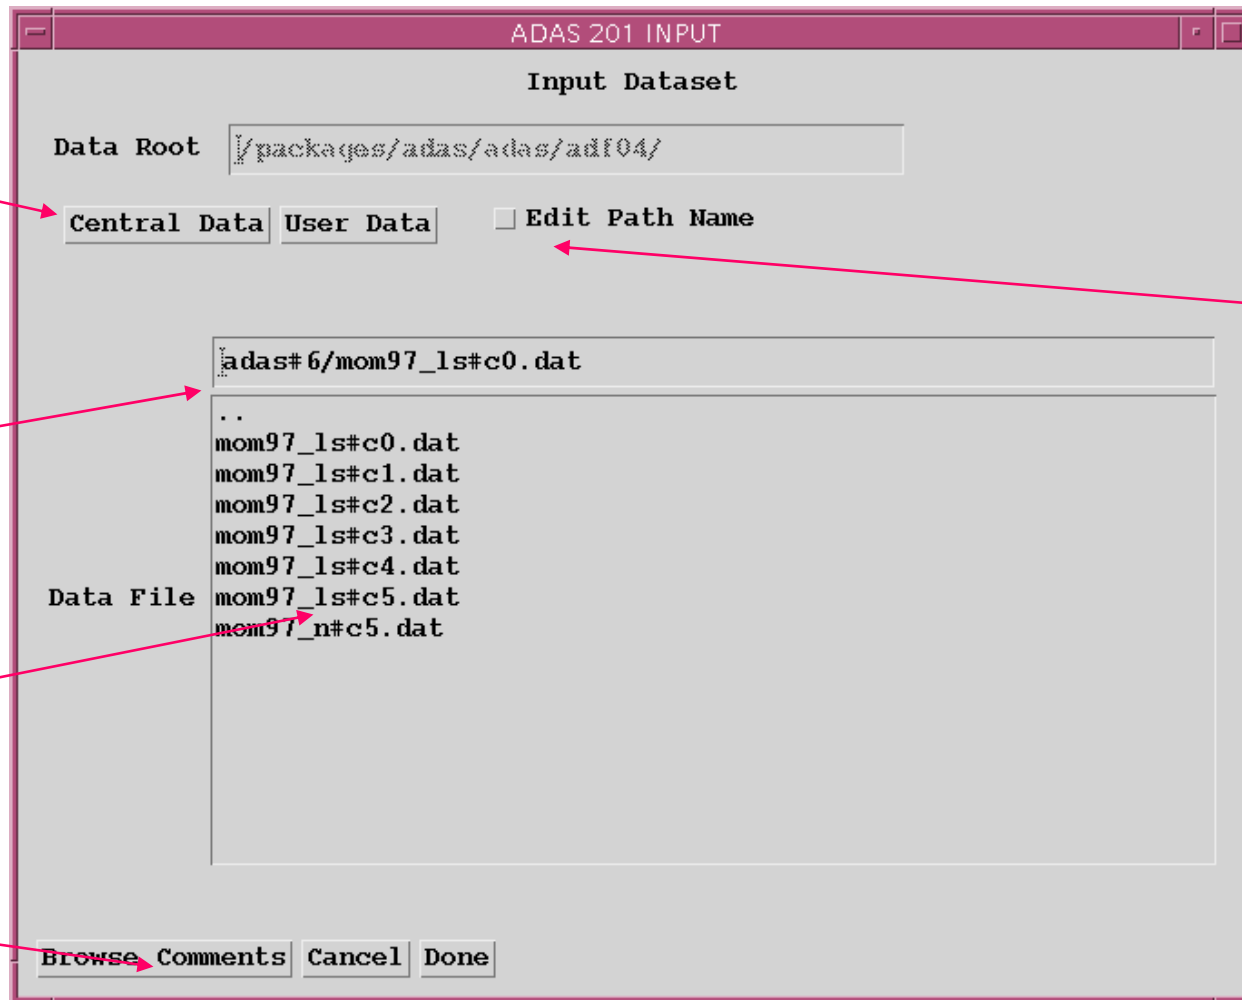 ADAS 201 INPUT
Input Dataset
Data Root /packages/adas/adas/adf04/
Central Data User Data Edit Path Name
adas#6/mom97_ls#c0.dat
..
mom97_ls#c0.dat
mom97_ls#c1.dat
mom97_ls#c2.dat
mom97_ls#c3.dat
mom97_ls#c4.dat
Data File mom97_ls#c5.dat
mom97_n#c5.dat
Browse Comments Cancel Done